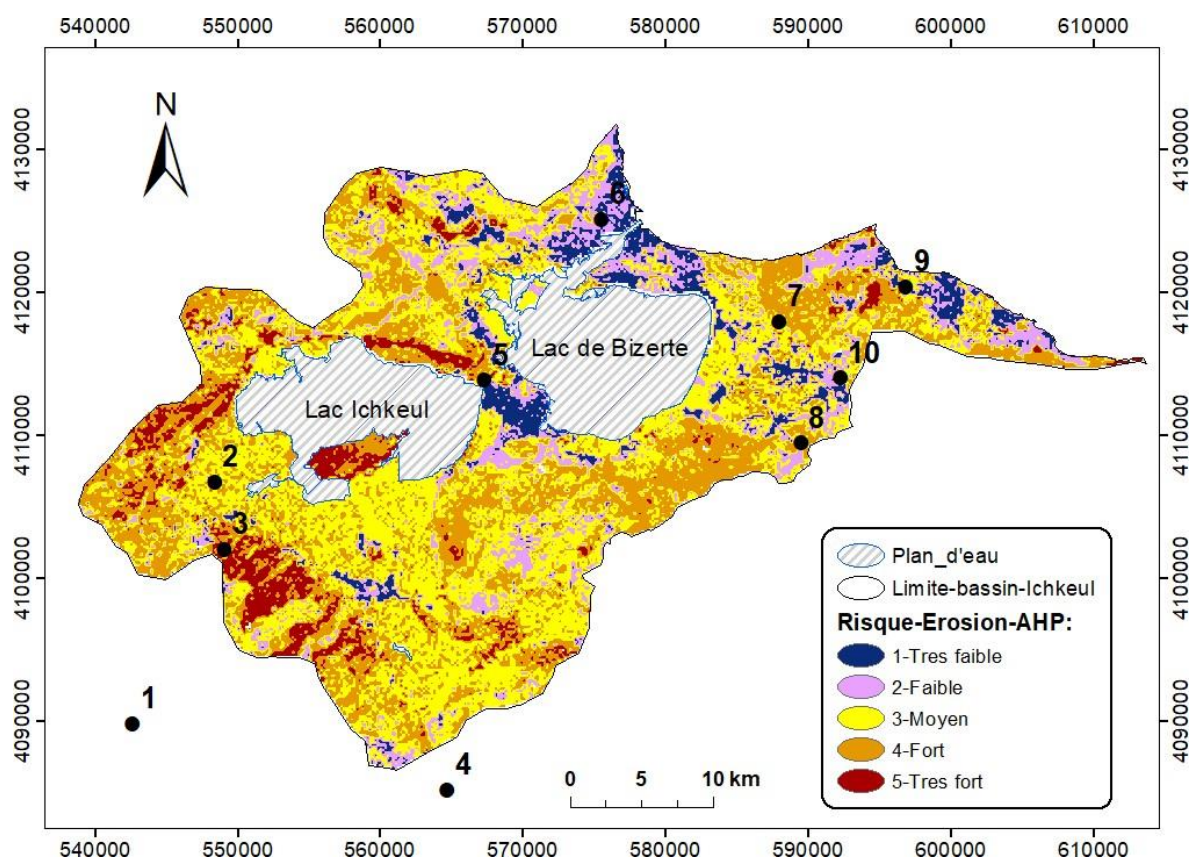 540000 550000 560000 570000 580000 590000 600000 610000
N
4130000 4130000
6
4120000 4120000
9
7
Lac de Bizerte
5
10
Lac Ichkeul
4110000 4110000
8
2
3
Plan_d'eau
4100000 4100000
Limite-bassin-Ichkeul
Risque-Erosion-AHP:
1-Tres faible
2-Faible
1
3-Moyen
4090000 4090000
4-Fort
4
0 5 10 km
5-Tres fort
540000 550000 560000 570000 580000 590000 600000 610000